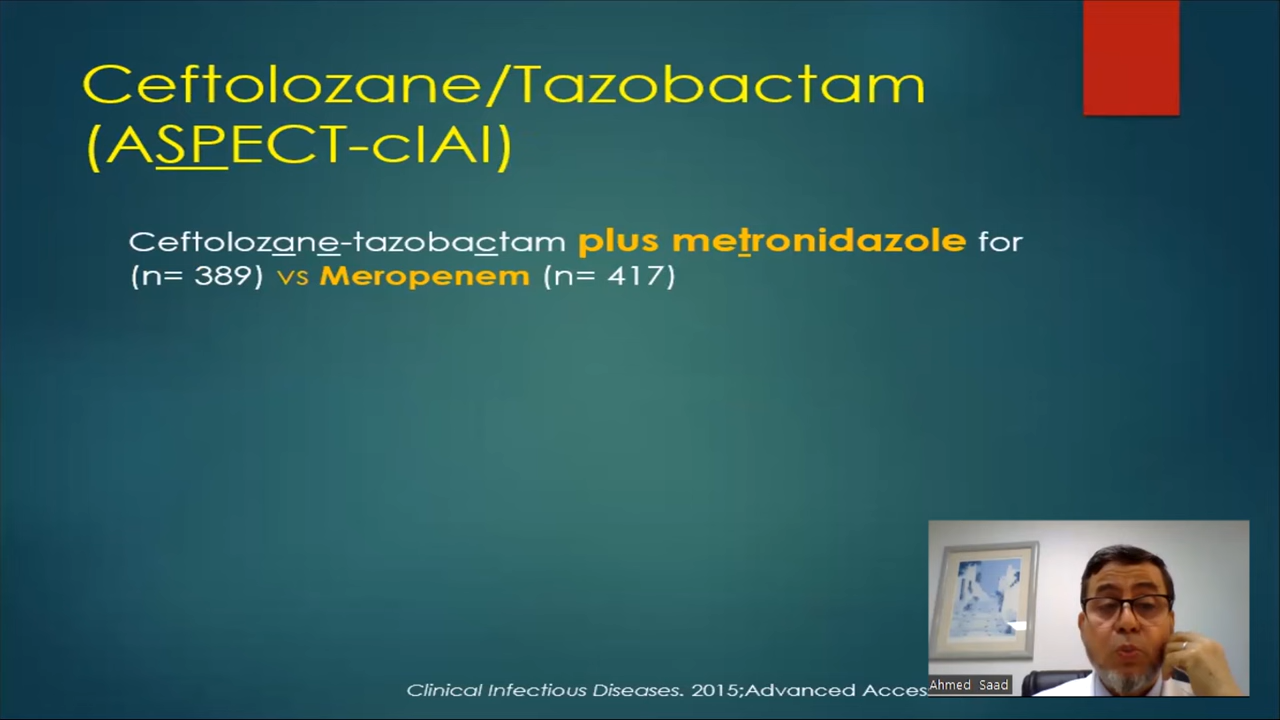 Ceftolozane/Tazobactam
(ASPECT-cIAI)
Ceftolozane-tazobactam plus metronidazole for
(n= 389) vs Meropenem (n= 417)
Clinical Infectious Diseases. 2015;Advanced Acces
Ahmed Saad